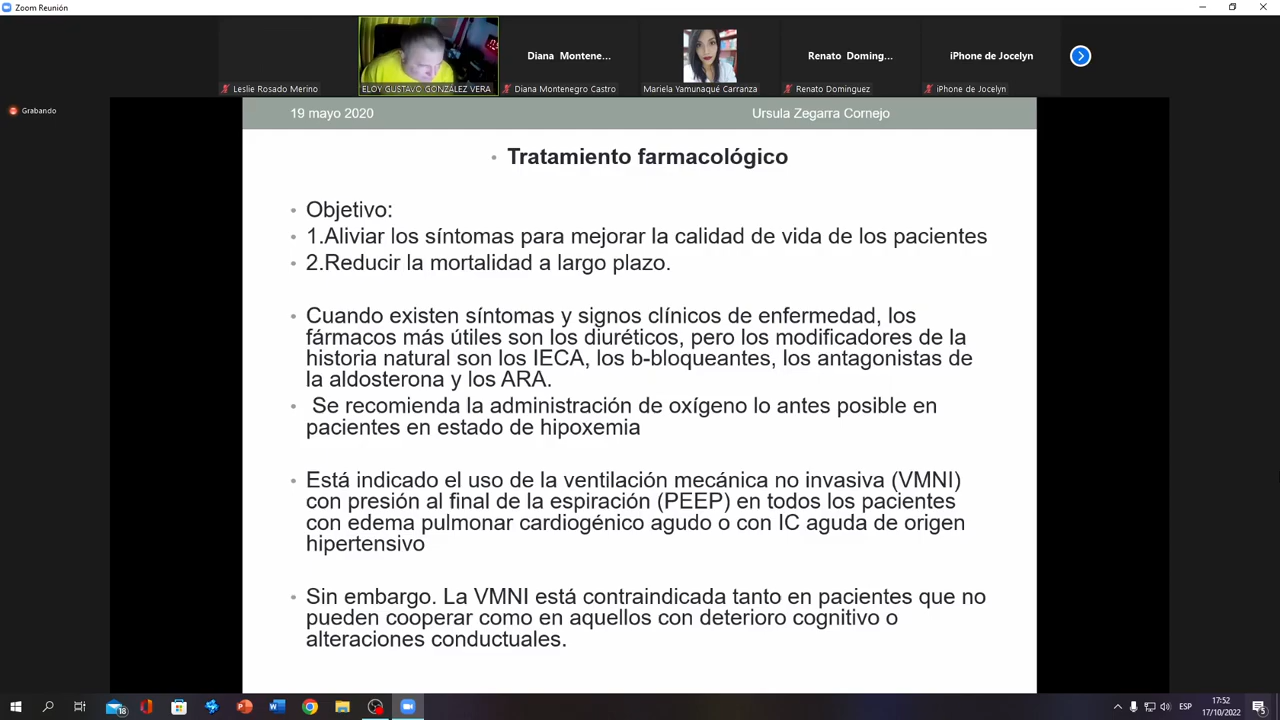 Zoom Reunión
Diana Montene...
Renato Doming...
iPhone de Jocelyn
Leslie Rosado Merino
ELOY GUSTAVO GONZALEZ VERA
Diana Montenegro Castro
Mariela Yamunaqué Carranza
Renato Dominguez
iPhone de Jocelyn
Grabando
19 mayo 2020
Ursula Zegarra Cornejo
• Tratamiento farmacológico
• Objetivo:
• 1.Aliviar los síntomas para mejorar la calidad de vida de los pacientes
• 2.Reducir la mortalidad a largo plazo.
• Cuando existen síntomas y signos clínicos de enfermedad, los
fármacos más útiles son los diuréticos, pero los modificadores de la
historia natural son los IECA, los b-bloqueantes, los antagonistas de
la aldosterona y los ARA.
• Se recomienda la administración de oxígeno lo antes posible en
pacientes en estado de hipoxemia
• Está indicado el uso de la ventilación mecánica no invasiva (VMNI)
con presión al final de la espiración (PEEP) en todos los pacientes
con edema pulmonar cardiogénico agudo o con IC aguda de origen
hipertensivo
• Sin embargo. La VMNI está contraindicada tanto en pacientes que no
pueden cooperar como en aquellos con deterioro cognitivo o
alteraciones conductuales.
18
ESP
17:52
17/10/2022
5